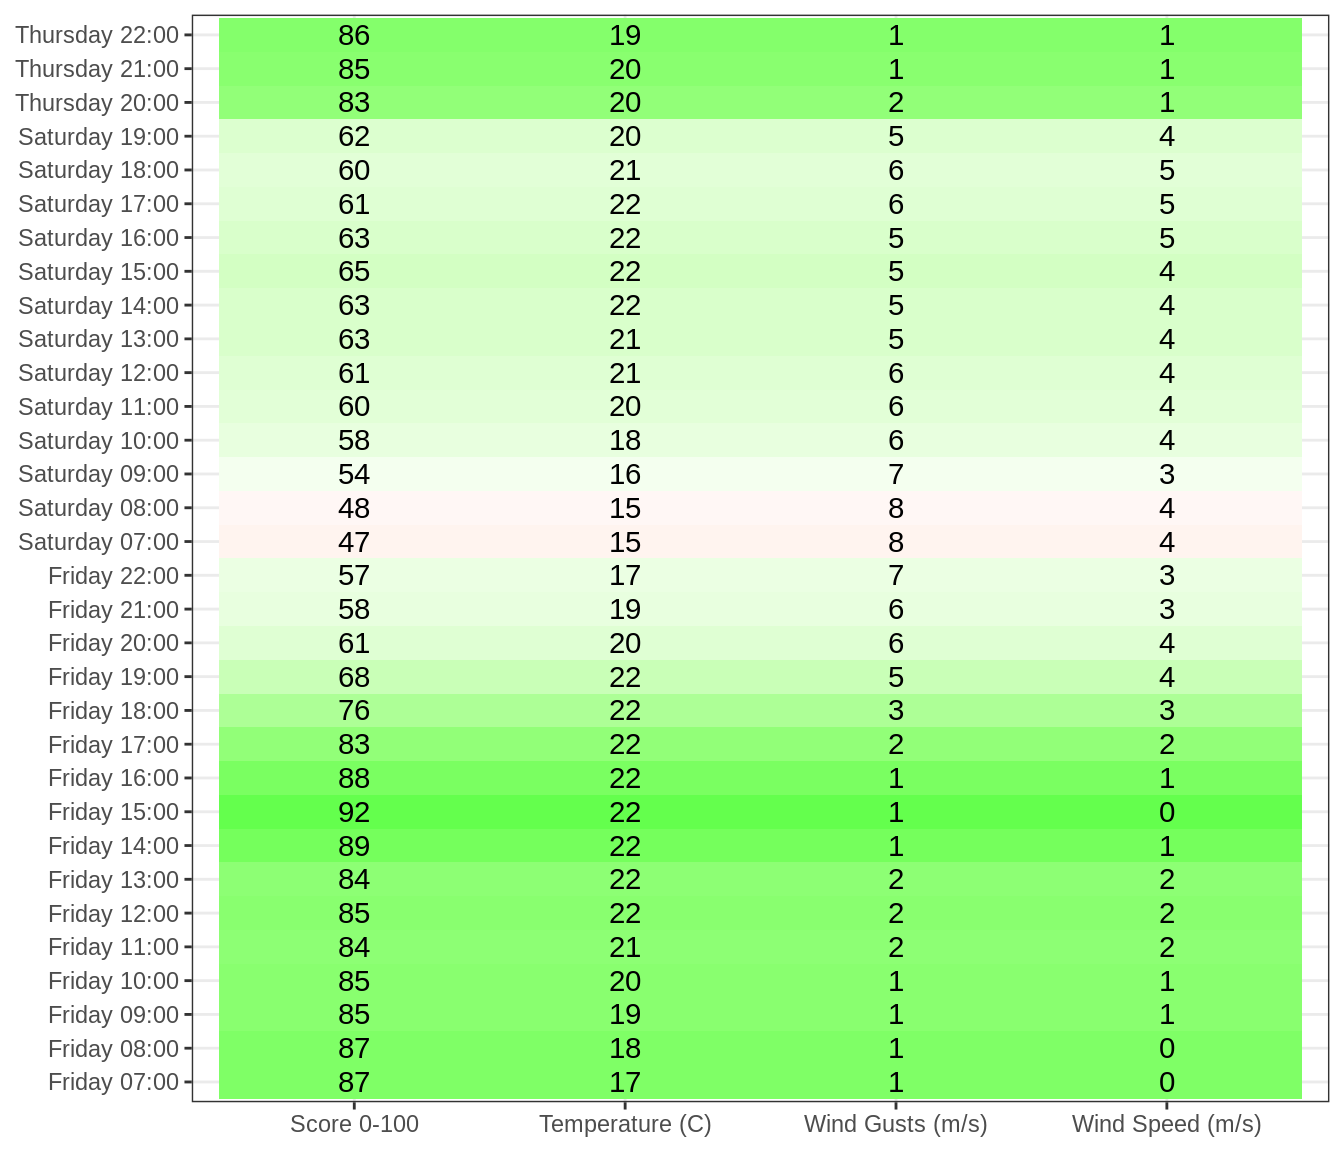 Thursday 22:00 86 19 1 1
Thursday 21:00 85 20 1 1
Thursday 20:00 83 20 2 1
Saturday 19:00 62 20 5 4
Saturday 18:00 60 21 6 5
Saturday 17:00 61 22 6 5
Saturday 16:00 63 22 5 5
Saturday 15:00 65 22 5 4
Saturday 14:00 63 22 5 4
Saturday 13:00 63 21 5 4
Saturday 12:00 61 21 6 4
Saturday 11:00 60 20 6 4
Saturday 10:00 58 18 6 4
Saturday 09:00 54 16 7 3
Saturday 08:00 48 15 8 4
Saturday 07:00 47 15 8 4
Friday 22:00 57 17 7 3
Friday 21:00 58 19 6 3
Friday 20:00 61 20 6 4
Friday 19:00 68 22 5 4
Friday 18:00 76 22 3 3
Friday 17:00 83 22 2 2
Friday 16:00 88 22 1 1
Friday 15:00 92 22 1 0
Friday 14:00 89 22 1 1
Friday 13:00 84 22 2 2
Friday 12:00 85 22 2 2
Friday 11:00 84 21 2 2
Friday 10:00 85 20 1 1
Friday 09:00 85 19 1 1
Friday 08:00 87 18 1 0
Friday 07:00 87 17 1 0
Score 0-100 Temperature (C) Wind Gusts (m/s) Wind Speed (m/s)